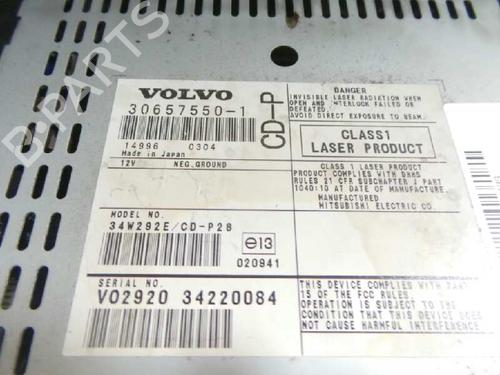 VOLVO
30657550-1
14996 0304
Made in Japan
12V NEG.GROUND
MODEL NO.
34W292E/CD-P28
SERIAL NO.
V02920 34220084
CD-P
e13
020941
DANGER
INVISIBLE LASER RADIATION WHEN
OPEN AND INTERLOCK FAILED OR
DEFEATED.
AVOID DIRECT EXPOSURE TO BEAM.
CLASS1
LASER PRODUCT
CLASS 1 LASER PRODUCT
PRODUCT COMPLIES WITH DHHS
RULES 21 CFR SUBCHAPTER J PART
1040:10 AT DATE OF
MANUFACTURED
MITSUBISHI ELECTRIC CO
THIS DEVICE COMPLIES WITH PART
15 OF THE FCC RULES.
OPERATION IS SUBJECT TO THE
CONDITION THAT THIS DEVICE DOES
NOT CAUSE HARMFUL INTERFERENCE
B-PARTS